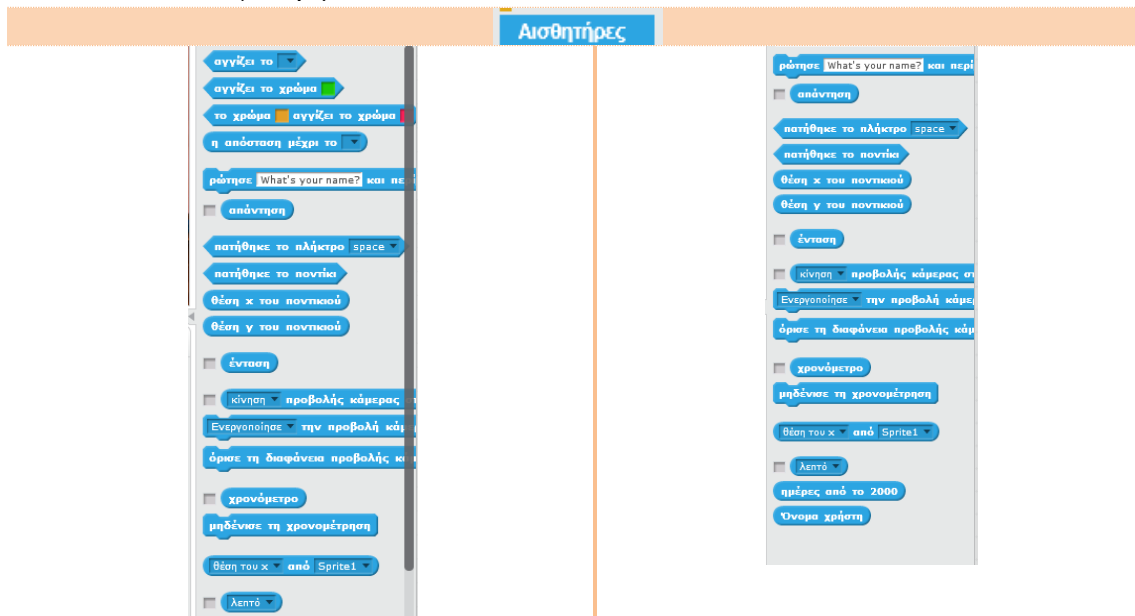 Αισθητήρες
αγγίζει το
αγγίζει το χρώμα
το χρώμα αγγίζει το χρώμα
η απόσταση μέχρι το
ρώτησε What's your name? και πε
απάντηση
πατήθηκε το πλήκτρο space
πατήθηκε το ποντίκι
θέση x του ποντικιού
θέση y του ποντικιού
ένταση
κίνηση προβολής κάμερας στ
Ενεργοποίησε την προβολή κάμ
όρισε τη διαφάνεια προβολής κ
χρονόμετρο
μηδένισε τη χρονομέτρηση
θέση του x από Sprite1
λεπτό
ρώτησε What's your name? και περί
απάντηση
πατήθηκε το πλήκτρο space
πατήθηκε το ποντίκι
θέση x του ποντικιού
θέση y του ποντικιού
ένταση
κίνηση προβολής κάμερας στ
Ενεργοποίησε την προβολή κάμε
όρισε τη διαφάνεια προβολής κάμ
χρονόμετρο
μηδένισε τη χρονομέτρηση
θέση του x από Sprite1
λεπτό
ημέρες από το 2000
Όνομα χρήστη